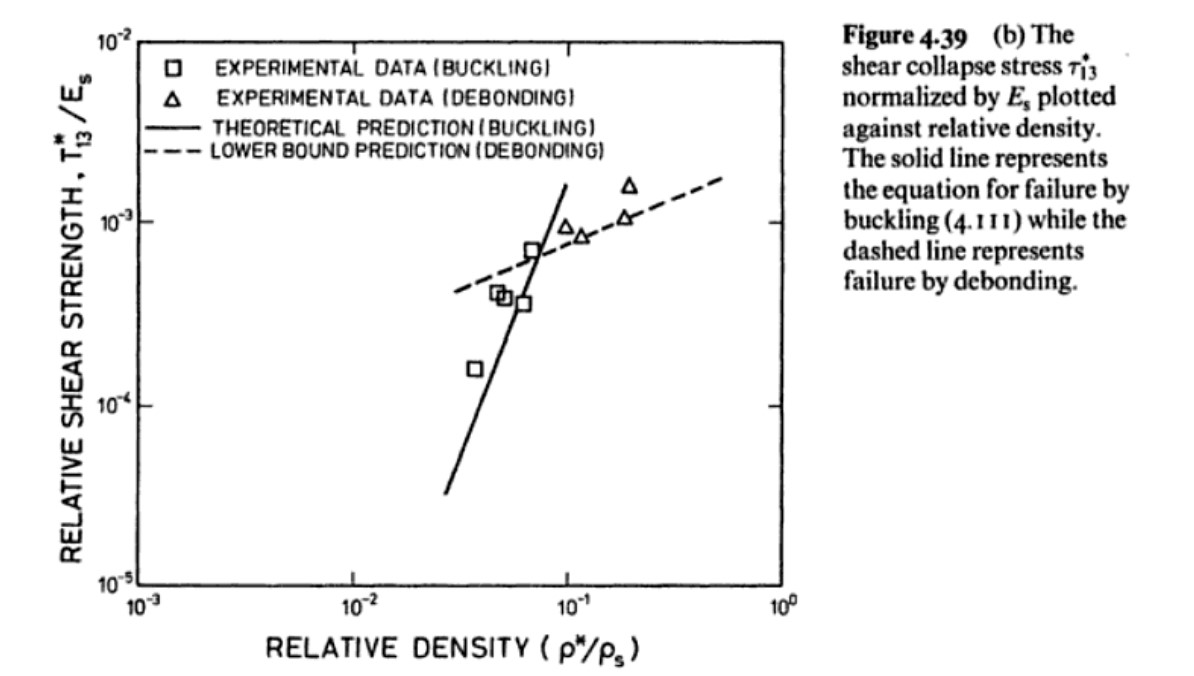 10⁻²
EXPERIMENTAL DATA (BUCKLING)
EXPERIMENTAL DATA (DEBONDING)
THEORETICAL PREDICTION (BUCKLING)
LOWER BOUND PREDICTION (DEBONDING)
RELATIVE SHEAR STRENGTH, T*₁₃/Eₛ
10⁻³
10⁻⁴
10⁻⁵
10⁻³
10⁻²
10⁻¹
10⁰
RELATIVE DENSITY (ρ*/ρₛ)
Figure 4.39 (b) The
shear collapse stress τ*₁₃
normalized by Eₛ plotted
against relative density.
The solid line represents
the equation for failure by
buckling (4.111) while the
dashed line represents
failure by debonding.